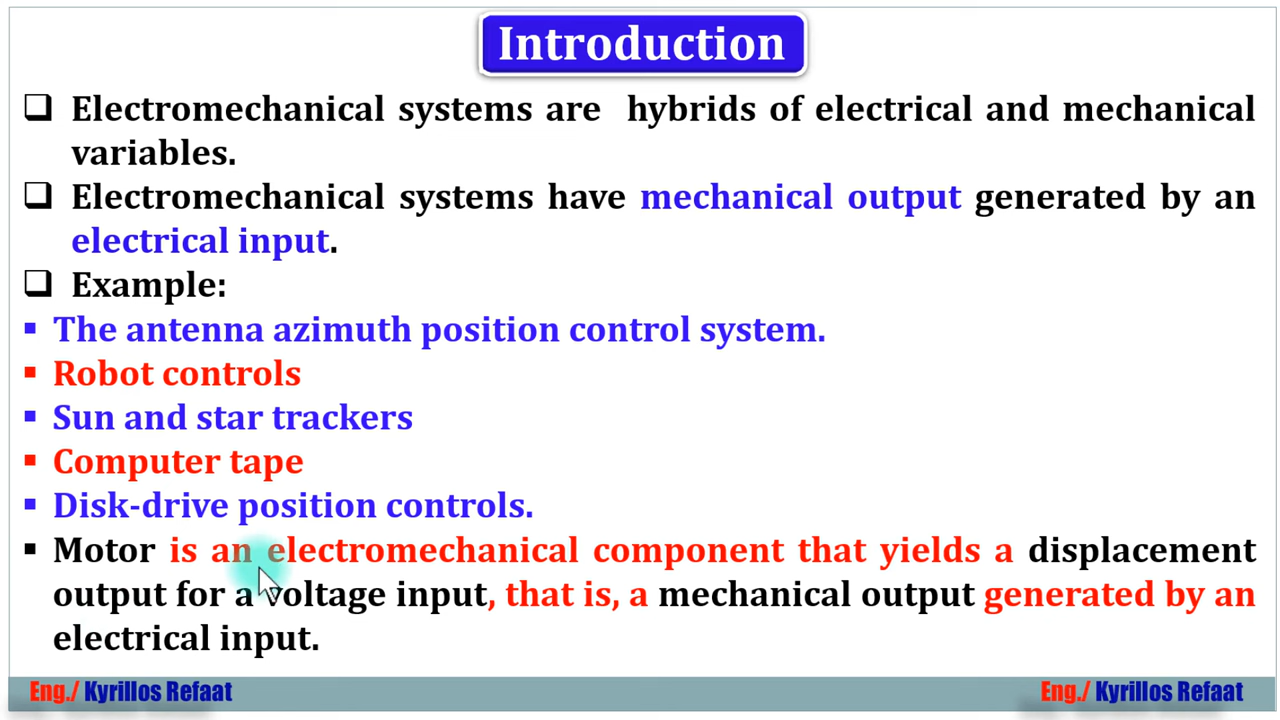 Introduction
❑ Electromechanical systems are hybrids of electrical and mechanical
variables.
❑ Electromechanical systems have mechanical output generated by an
electrical input.
❑ Example:
▪ The antenna azimuth position control system.
▪ Robot controls
▪ Sun and star trackers
▪ Computer tape
▪ Disk-drive position controls.
▪ Motor is an electromechanical component that yields a displacement
output for a voltage input, that is, a mechanical output generated by an
electrical input.
Eng./ Kyrillos Refaat
Eng./ Kyrillos Refaat